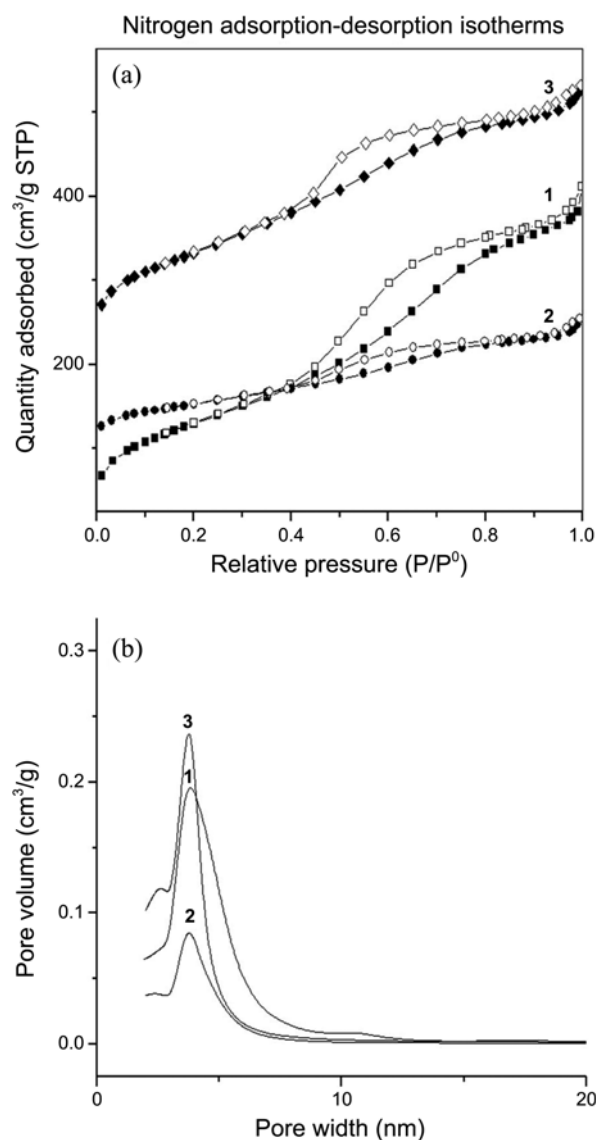 Nitrogen adsorption-desorption isotherms
(a)
3
1
2
400
200
Quantity adsorbed (cm³/g STP)
0.0 0.2 0.4 0.6 0.8 1.0
Relative pressure (P/P⁰)
(b)
0.3
0.2
0.1
0.0
3
1
2
Pore volume (cm³/g)
0 10 20
Pore width (nm)